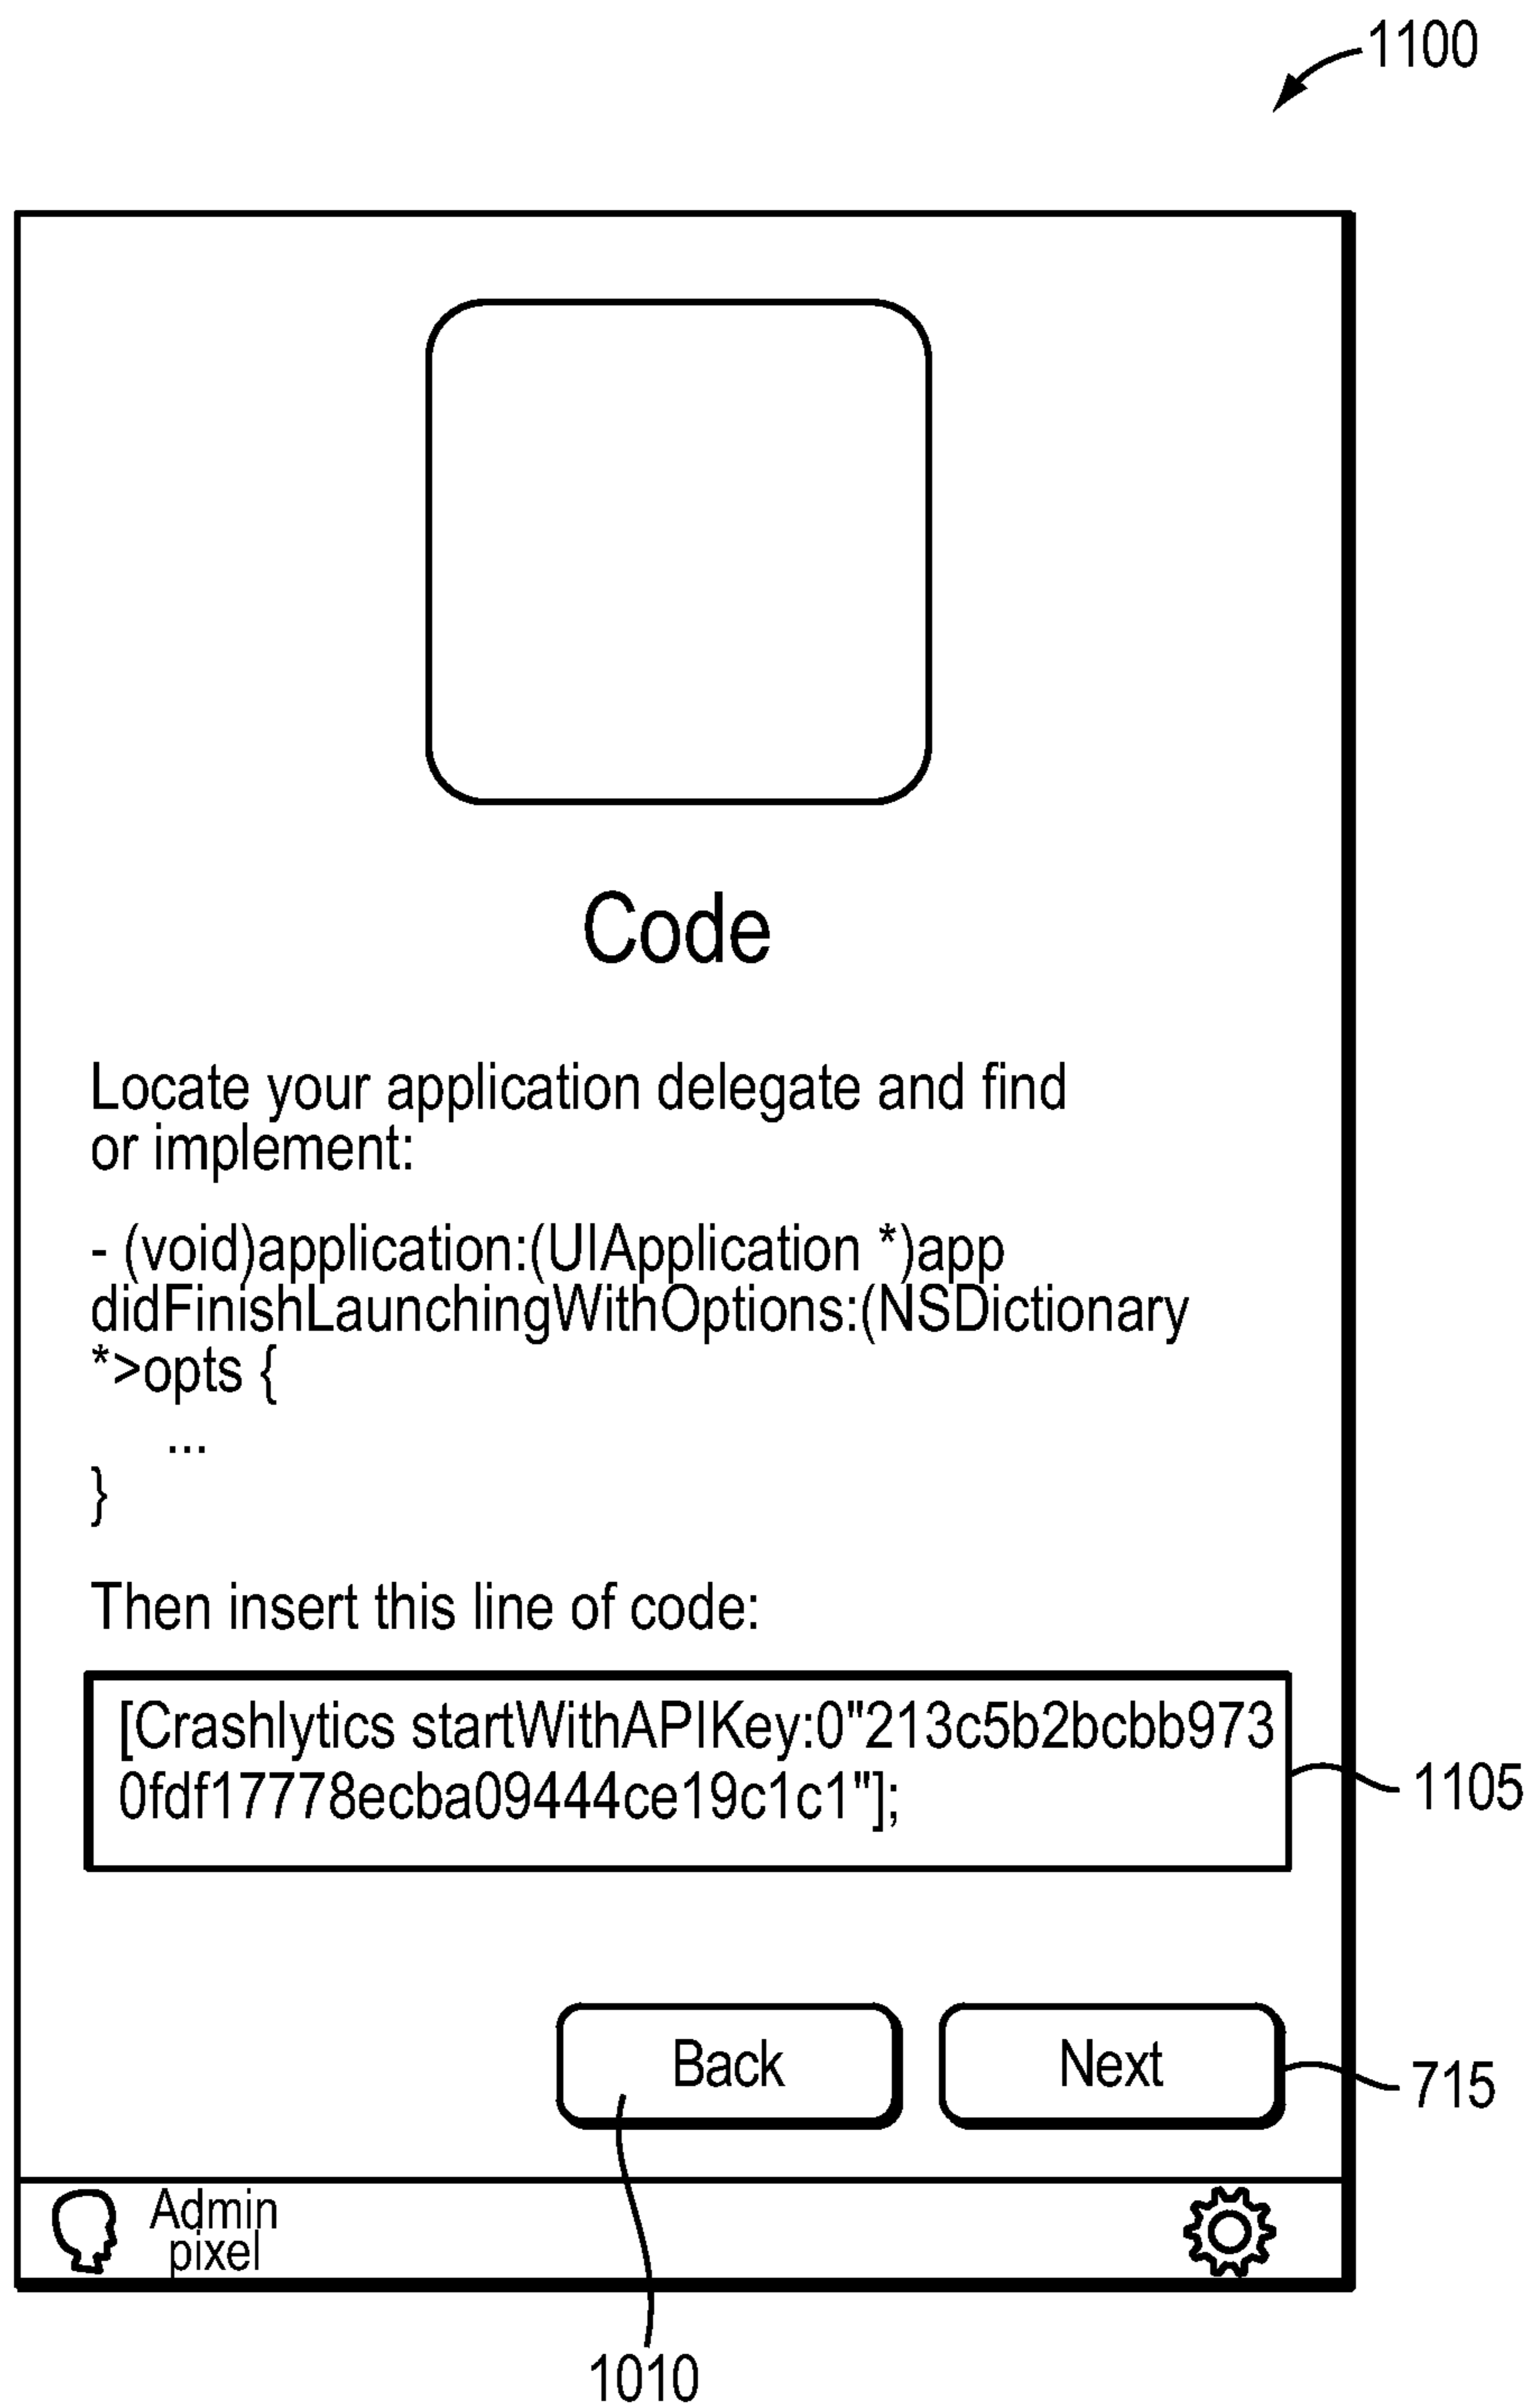 1100
Code
Locate your application delegate and find
or implement:
- (void)application:(UIApplication *)app
didFinishLaunchingWithOptions:(NSDictionary
*>opts {
...
}
Then insert this line of code:
[Crashlytics startWithAPIKey:0"213c5b2bcbb973
0fdf17778ecba09444ce19c1c1"];
1105
Back
Next
715
Admin
pixel
1010